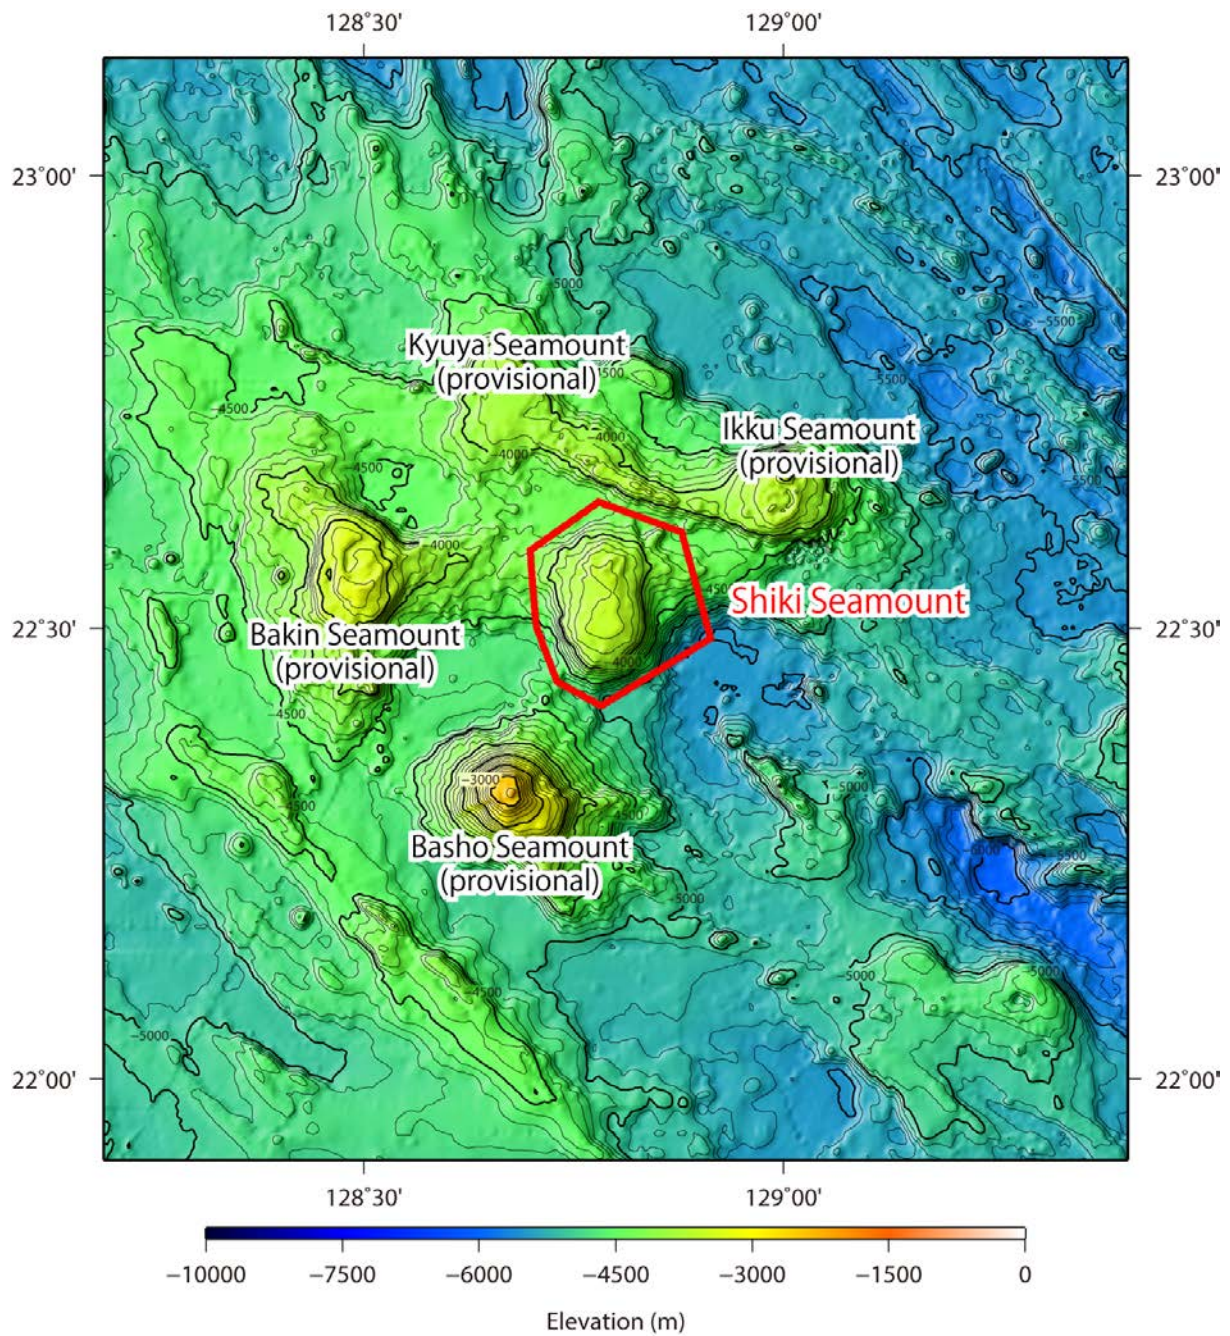 128˚30' 129˚00'
23˚00' 23˚00'
−5000
−5500
Kyuya Seamount
(provisional)
−5500
−4500
Ikku Seamount
(provisional)
−4000
−4000
−4500
−5500
−4000
−4500
Shiki Seamount
22˚30' 22˚30'
Bakin Seamount
(provisional)
−4000
−4500
−3000
−5000
−4500
−4500
Basho Seamount
(provisional)
−5000
−5000
−5000
−4500
−5000
22˚00' 22˚00'
128˚30' 129˚00'
−10000 −7500 −6000 −4500 −3000 −1500 0
Elevation (m)